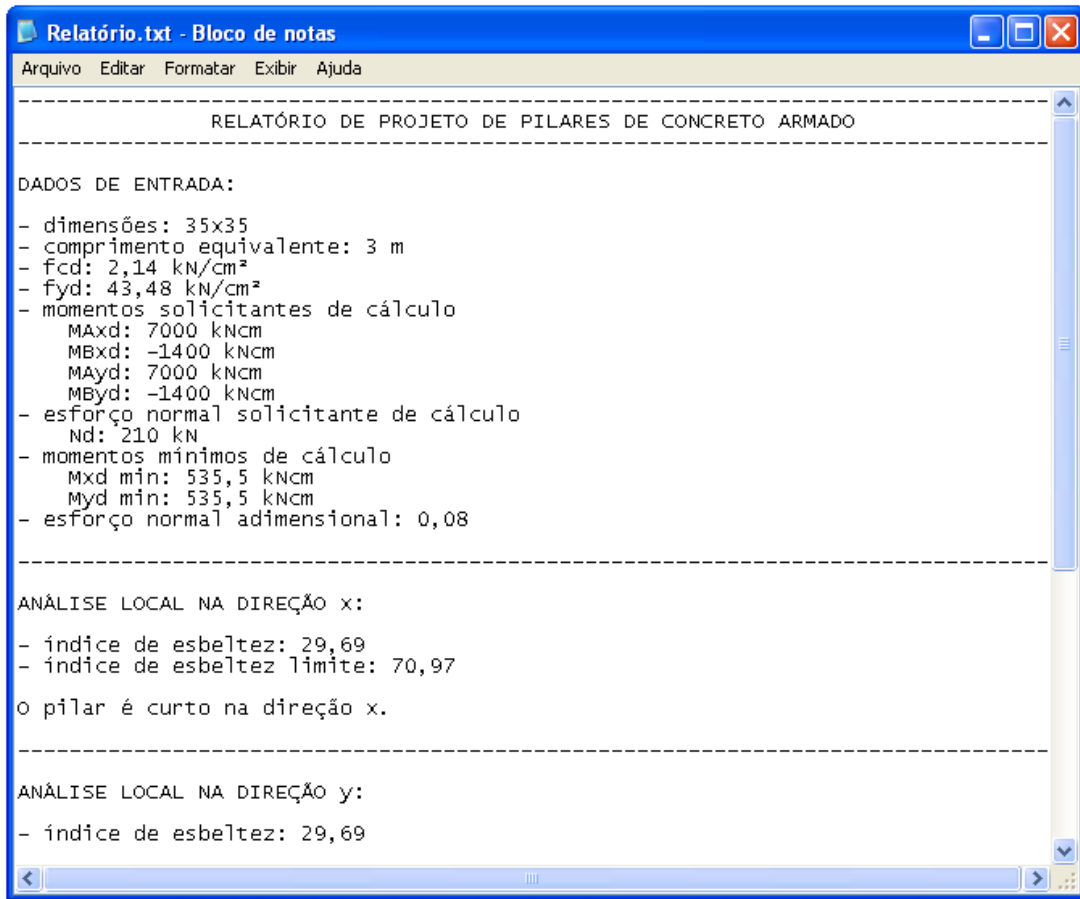 Relatório.txt - Bloco de notas
Arquivo Editar Formatar Exibir Ajuda
--------------------------------------------------------------------------------
RELATÓRIO DE PROJETO DE PILARES DE CONCRETO ARMADO
--------------------------------------------------------------------------------
DADOS DE ENTRADA:
- dimensões: 35x35
- comprimento equivalente: 3 m
- fcd: 2,14 kN/cm²
- fyd: 43,48 kN/cm²
- momentos solicitantes de cálculo
MAxd: 7000 kNcm
MBxd: -1400 kNcm
MAyd: 7000 kNcm
MByd: -1400 kNcm
- esforço normal solicitante de cálculo
Nd: 210 kN
- momentos mínimos de cálculo
Mxd min: 535,5 kNcm
Myd min: 535,5 kNcm
- esforço normal adimensional: 0,08
--------------------------------------------------------------------------------
ANÁLISE LOCAL NA DIREÇÃO x:
- índice de esbeltez: 29,69
- índice de esbeltez limite: 70,97
O pilar é curto na direção x.
--------------------------------------------------------------------------------
ANÁLISE LOCAL NA DIREÇÃO y:
- índice de esbeltez: 29,69